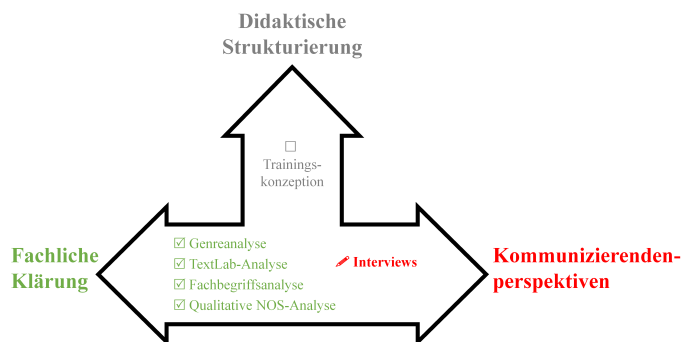 Didaktische
Strukturierung
☐
Trainings-
konzeption
Fachliche
Klärung
☑ Genreanalyse
☑ TextLab-Analyse
☑ Fachbegriffsanalyse
☑ Qualitative NOS-Analyse
Interviews
Kommunizierenden-
perspektiven